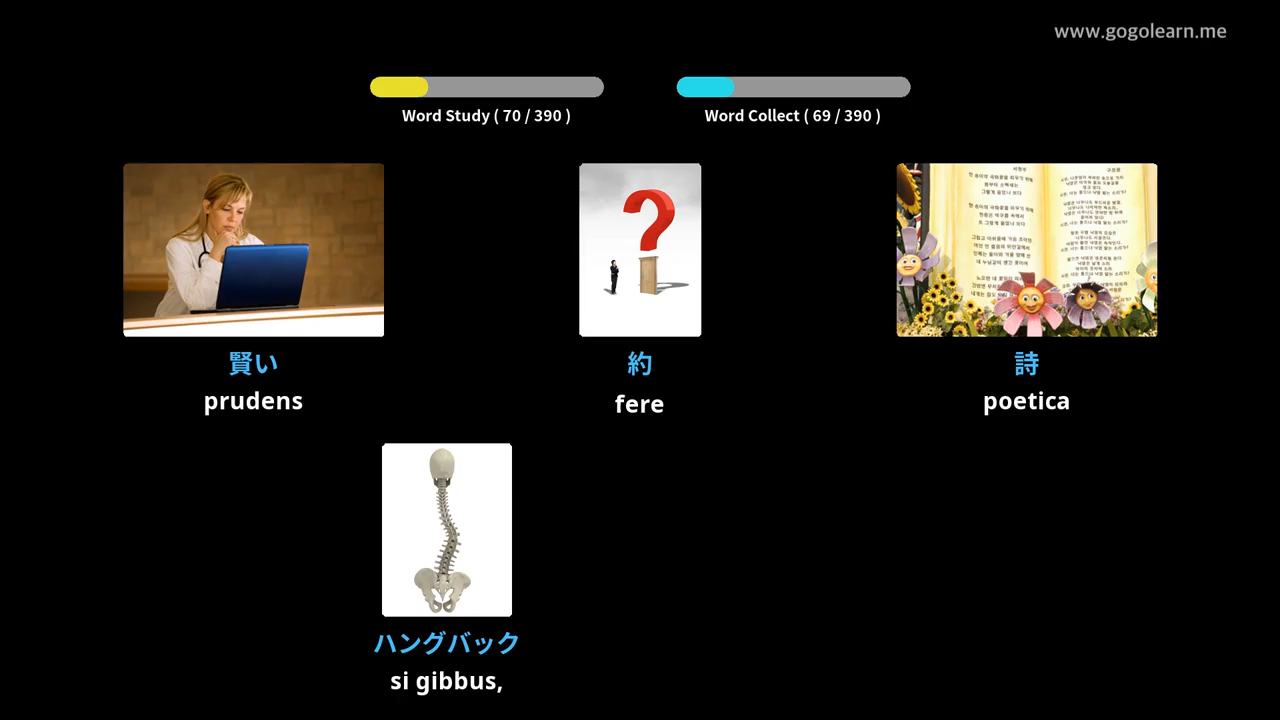 www.gogolearn.me
Word Study ( 70 / 390 )
Word Collect ( 69 / 390 )
賢い
prudens
約
fere
詩
poetica
ハングバック
si gibbus,